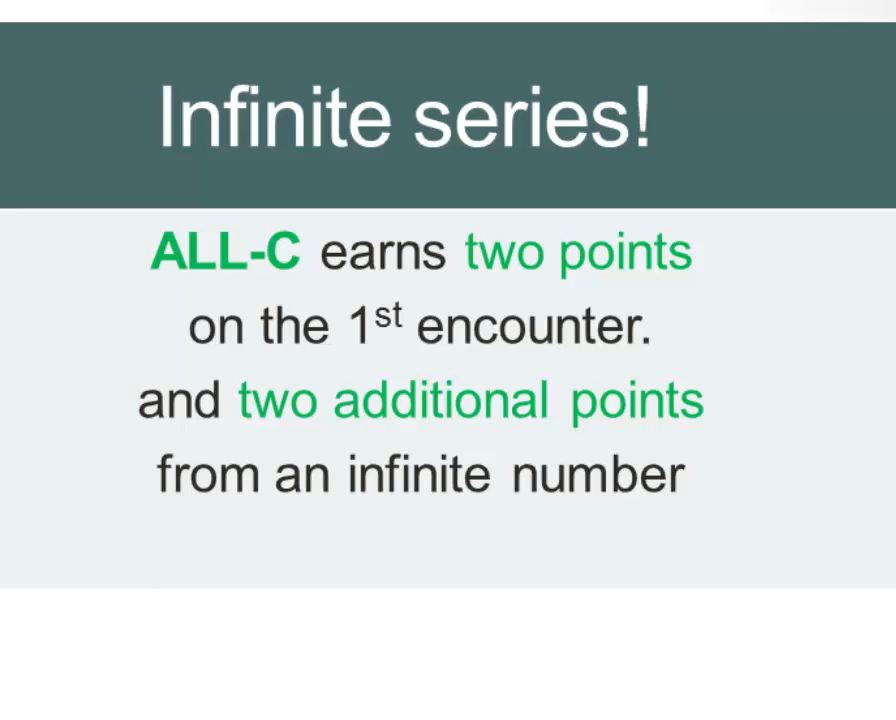 Infinite series!
ALL-C earns two points
on the 1st encounter.
and two additional points
from an infinite number